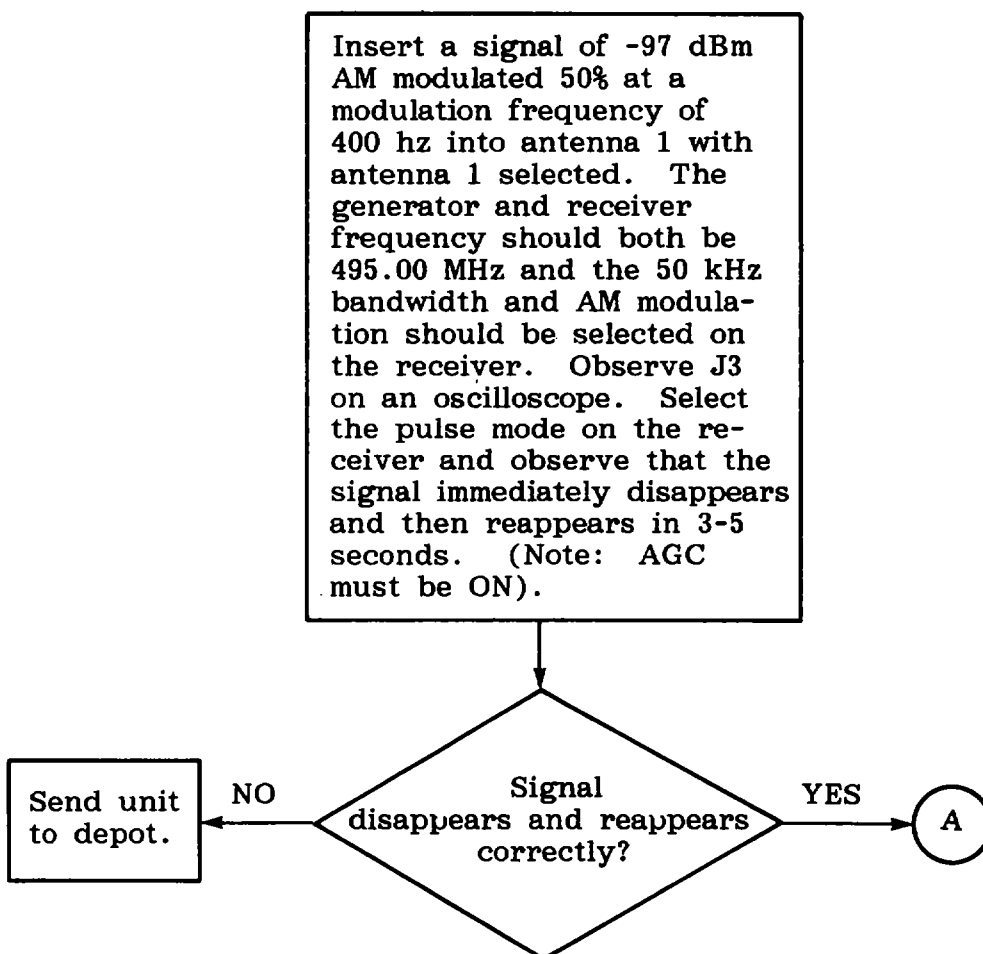 Insert a signal of -97 dBm
AM modulated 50% at a
modulation frequency of
400 hz into antenna 1 with
antenna 1 selected. The
generator and receiver
frequency should both be
495.00 MHz and the 50 kHz
bandwidth and AM modula-
tion should be selected on
the receiver. Observe J3
on an oscilloscope. Select
the pulse mode on the re-
ceiver and observe that the
signal immediately disappears
and then reappears in 3-5
seconds. (Note: AGC
must be ON).
Send unit
to depot.
NO
Signal
disappears and reappears
correctly?
YES
A